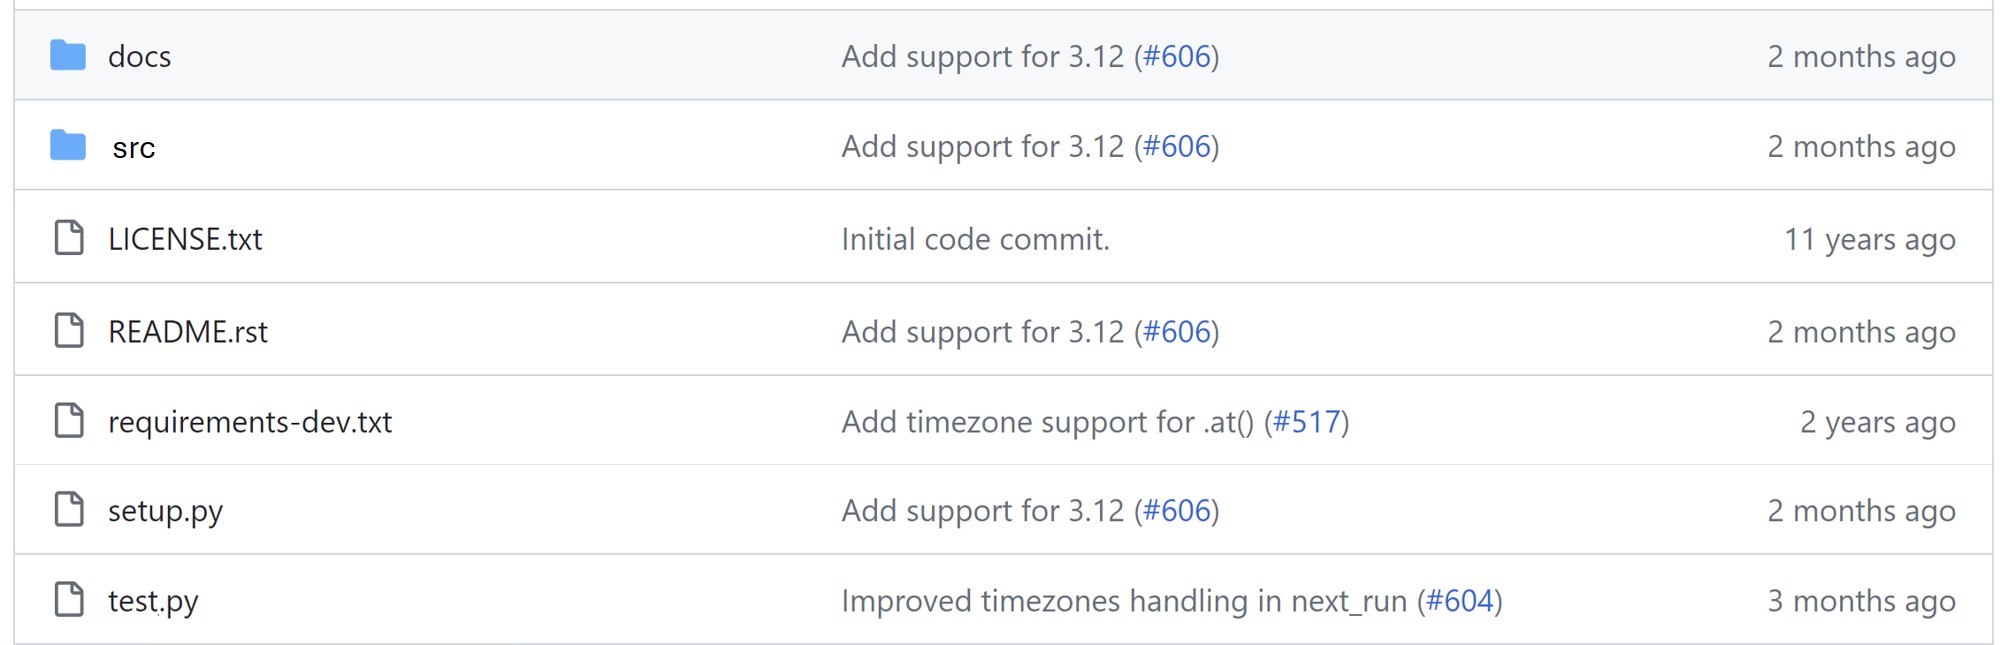 docs Add support for 3.12 (#606) 2 months ago
src Add support for 3.12 (#606) 2 months ago
LICENSE.txt Initial code commit. 11 years ago
README.rst Add support for 3.12 (#606) 2 months ago
requirements-dev.txt Add timezone support for .at() (#517) 2 years ago
setup.py Add support for 3.12 (#606) 2 months ago
test.py Improved timezones handling in next_run (#604) 3 months ago